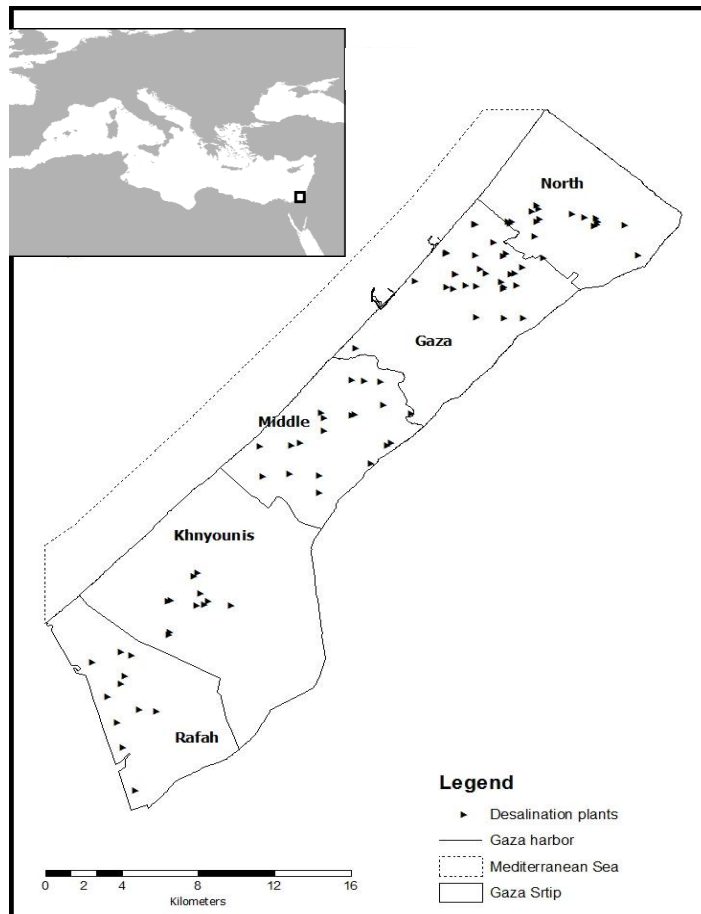 North
Gaza
Middle
Khnyounis
Rafah
Legend
Desalination plants
Gaza harbor
Mediterranean Sea
Gaza Srtip
0 2 4 8 12 16
Kilometers